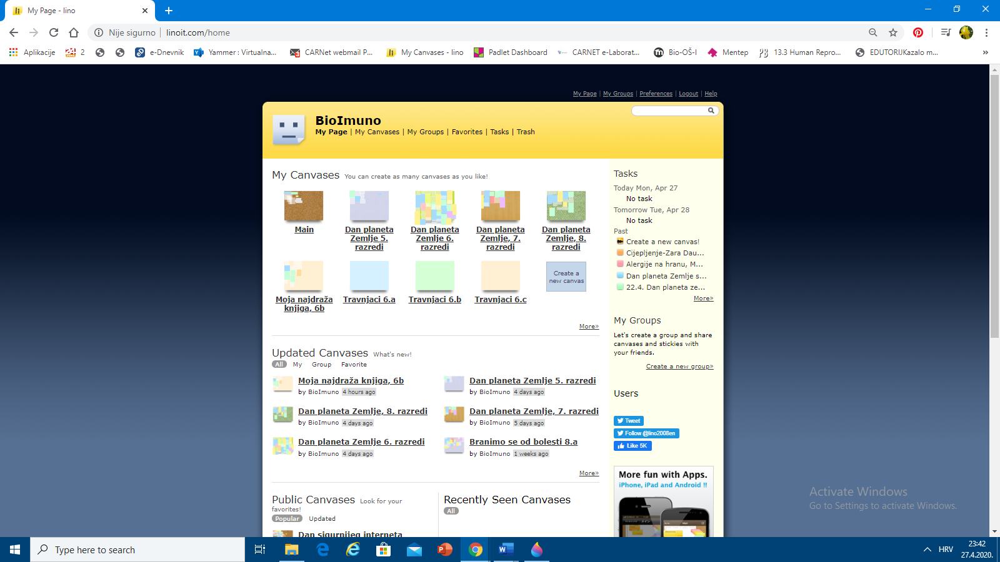 My Page - lino
Nije sigurno | linoit.com/home
Aplikacije
2
e-Dnevnik
Yammer : Virtualna...
CARNet webmail P...
My Canvases - lino
Padlet Dashboard
CARNET e-Laborat...
Bio-OŠ-I
Mentep
13.3 Human Repro...
EDUTORIJKazalo m...
»
My Page | My Groups | Preferences | Logout | Help
BioImuno
My Page | My Canvases | My Groups | Favorites | Tasks | Trash
My Canvases You can create as many canvases as you like!
Main
Dan planeta
Zemlje 5.
razredi
Dan planeta
Zemlje 6.
razredi
Dan planeta
Zemlje, 7.
razredi
Dan planeta
Zemlje, 8.
razredi
Moja najdraža
knjiga, 6b
Travnjaci 6.a
Travnjaci 6.b
Travnjaci 6.c
Create a
new canvas
More»
Updated Canvases What's new!
All My Group Favorite
Moja najdraža knjiga, 6b
by BioImuno 4 hours ago
Dan planeta Zemlje 5. razredi
by BioImuno 4 days ago
Dan planeta Zemlje, 8. razredi
by BioImuno 4 days ago
Dan planeta Zemlje, 7. razredi
by BioImuno 5 days ago
Dan planeta Zemlje 6. razredi
by BioImuno 4 days ago
Branimo se od bolesti 8.a
by BioImuno 1 weeks ago
More»
Public Canvases Look for your
favorites!
Popular Updated
Dan sigurnijeg interneta
Recently Seen Canvases
All
Tasks
Today Mon, Apr 27
No task
Tomorrow Tue, Apr 28
No task
Past
Create a new canvas!
Cijepljenje-Zara Dau...
Alergije na hranu, M...
Dan planeta Zemlje s...
22.4. Dan planeta ze...
More»
My Groups
Let's create a group and share
canvases and stickies with
your friends.
Create a new group»
Users
Tweet
Follow @lino2008en
Like 5K
More fun with Apps.
iPhone, iPad and Android !!
Activate Windows
Go to Settings to activate Windows.
Type here to search
HRV
23:42
27.4.2020.